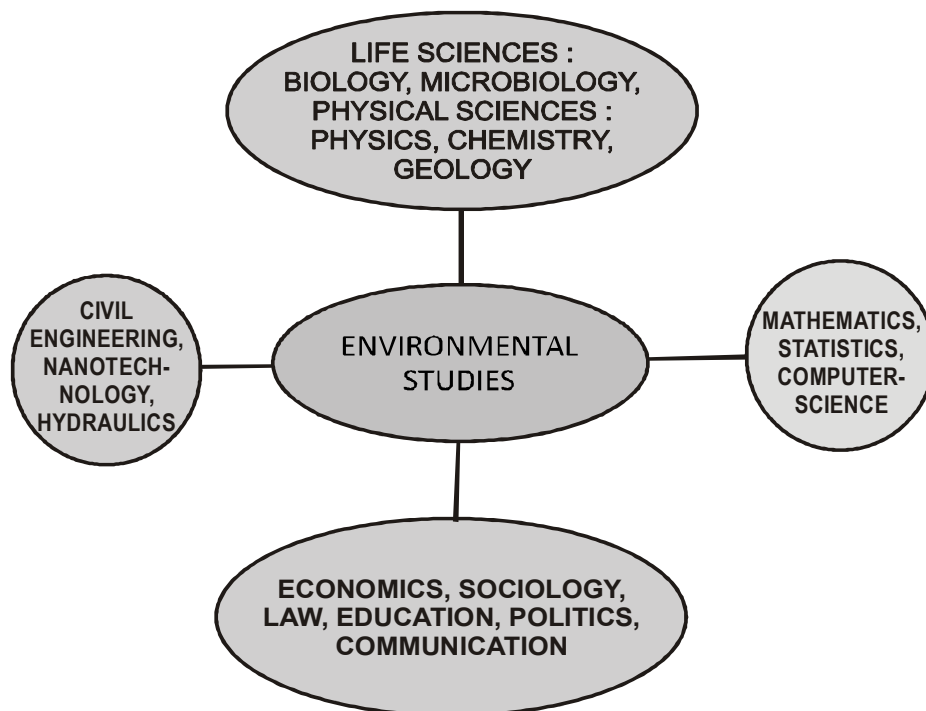 LIFE SCIENCES :
BIOLOGY, MICROBIOLOGY,
PHYSICAL SCIENCES :
PHYSICS, CHEMISTRY,
GEOLOGY
CIVIL
ENGINEERING,
NANOTECH-
NOLOGY,
HYDRAULICS
ENVIRONMENTAL
STUDIES
MATHEMATICS,
STATISTICS,
COMPUTER-
SCIENCE
ECONOMICS, SOCIOLOGY,
LAW, EDUCATION, POLITICS,
COMMUNICATION